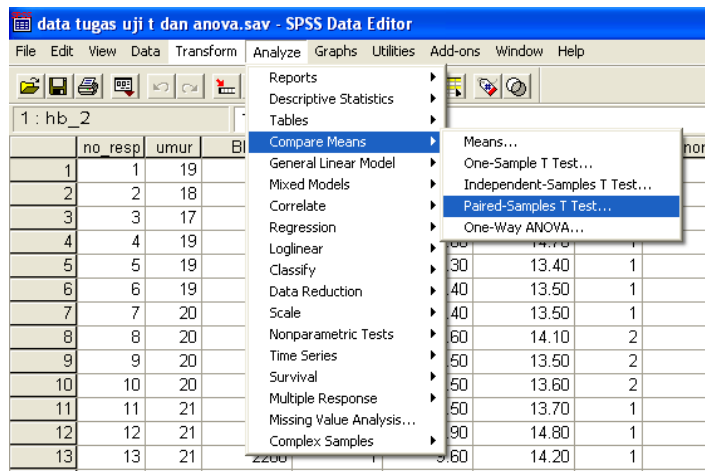 data tugas uji t dan anova.sav - SPSS Data Editor
File Edit View Data Transform Analyze Graphs Utilities Add-ons Window Help
1 : hb_2
no_resp umur
Reports
Descriptive Statistics
Tables
Compare Means
General Linear Model
Mixed Models
Correlate
Regression
Loglinear
Classify
Data Reduction
Scale
Nonparametric Tests
Time Series
Survival
Multiple Response
Missing Value Analysis...
Complex Samples
Means...
One-Sample T Test...
Independent-Samples T Test...
Paired-Samples T Test...
One-Way ANOVA...
1 1 19
2 2 18
3 3 17
4 4 19 14.70 1
5 5 19 .30 13.40 1
6 6 19 .40 13.50 1
7 7 20 .40 13.50 1
8 8 20 .60 14.10 2
9 9 20 .50 13.50 2
10 10 20 .50 13.60 2
11 11 21 .50 13.70 1
12 12 21 .90 14.80 1
13 13 21 2200 1 9.60 14.20 1